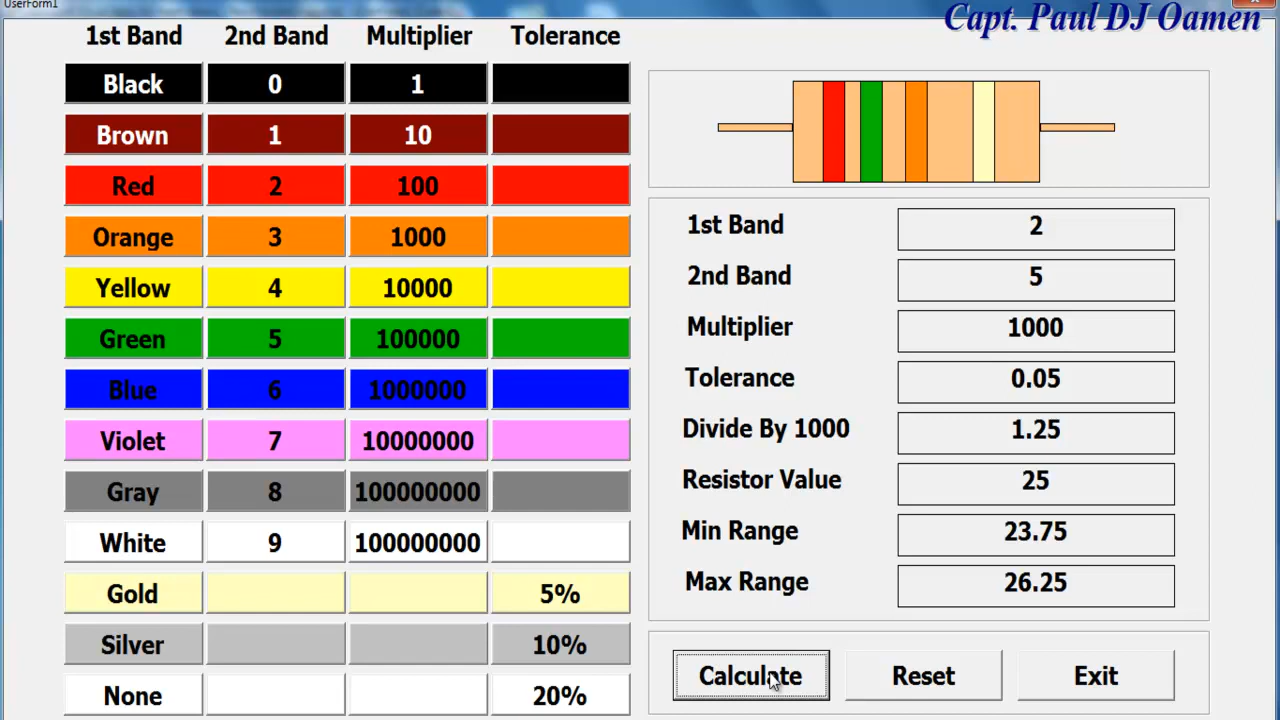 UserForm1
Capt. Paul DJ Oamen
1st Band 2nd Band Multiplier Tolerance
Black 0 1
Brown 1 10
Red 2 100
Orange 3 1000
Yellow 4 10000
Green 5 100000
Blue 6 1000000
Violet 7 10000000
Gray 8 100000000
White 9 100000000
Gold 5%
Silver 10%
None 20%
1st Band 2
2nd Band 5
Multiplier 1000
Tolerance 0.05
Divide By 1000 1.25
Resistor Value 25
Min Range 23.75
Max Range 26.25
Calculate Reset Exit